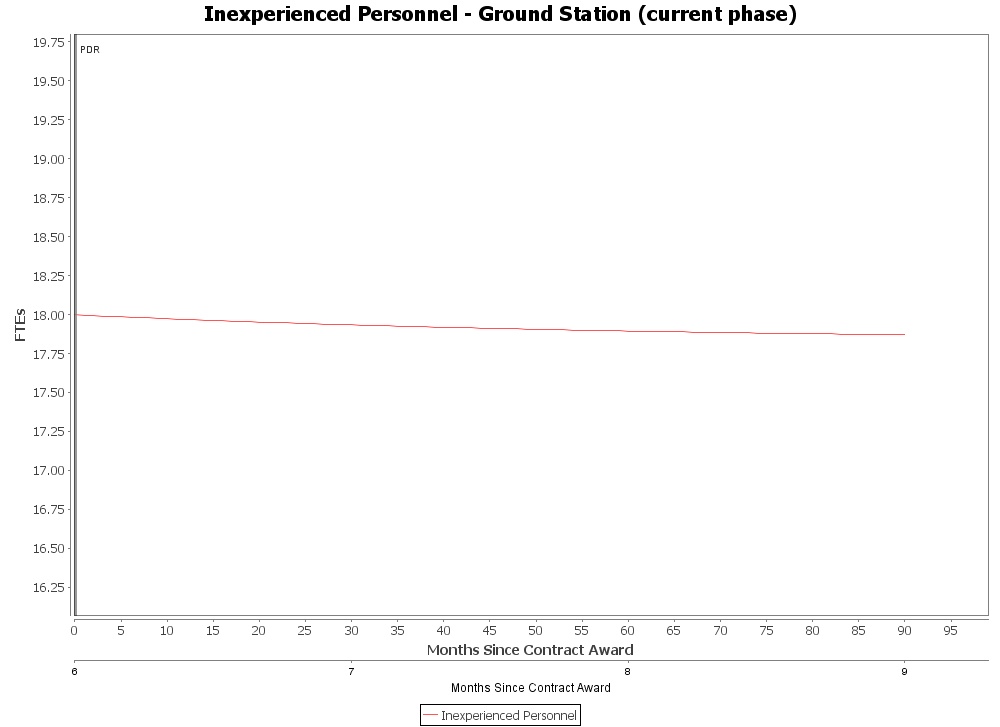 Inexperienced Personnel - Ground Station (current phase)
PDR
19.75
19.50
19.25
19.00
18.75
18.50
18.25
18.00
17.75
17.50
17.25
17.00
16.75
16.50
16.25
FTEs
0 5 10 15 20 25 30 35 40 45 50 55 60 65 70 75 80 85 90 95
Months Since Contract Award
6 7 8 9
Months Since Contract Award
Inexperienced Personnel